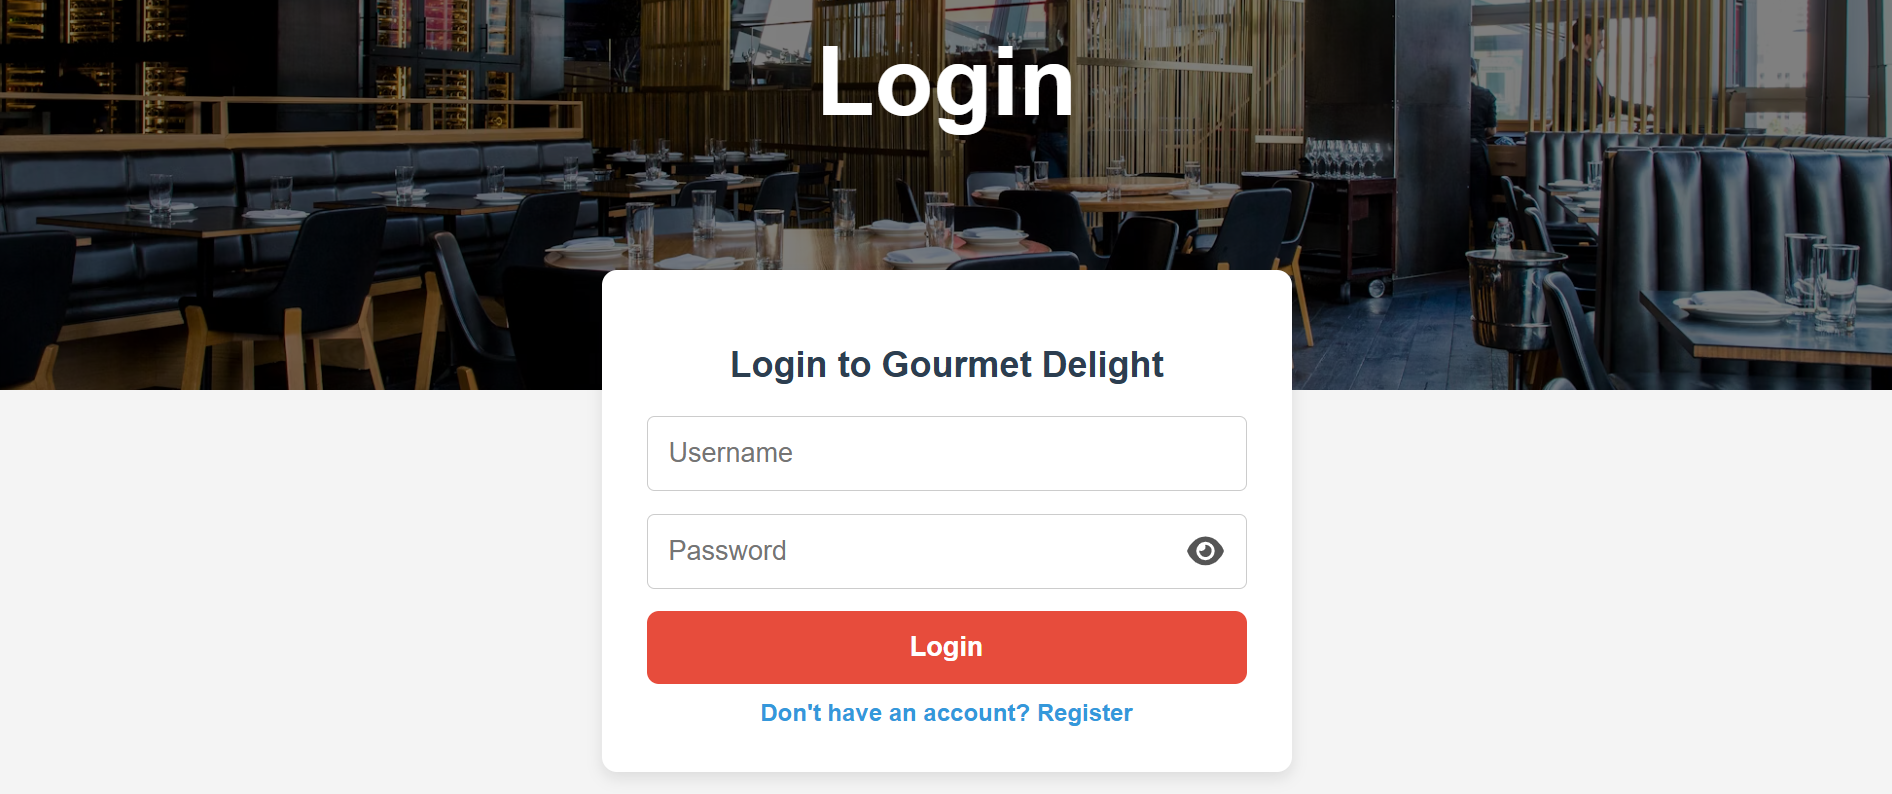 Login
Login to Gourmet Delight
Username
Password
Login
Don't have an account? Register